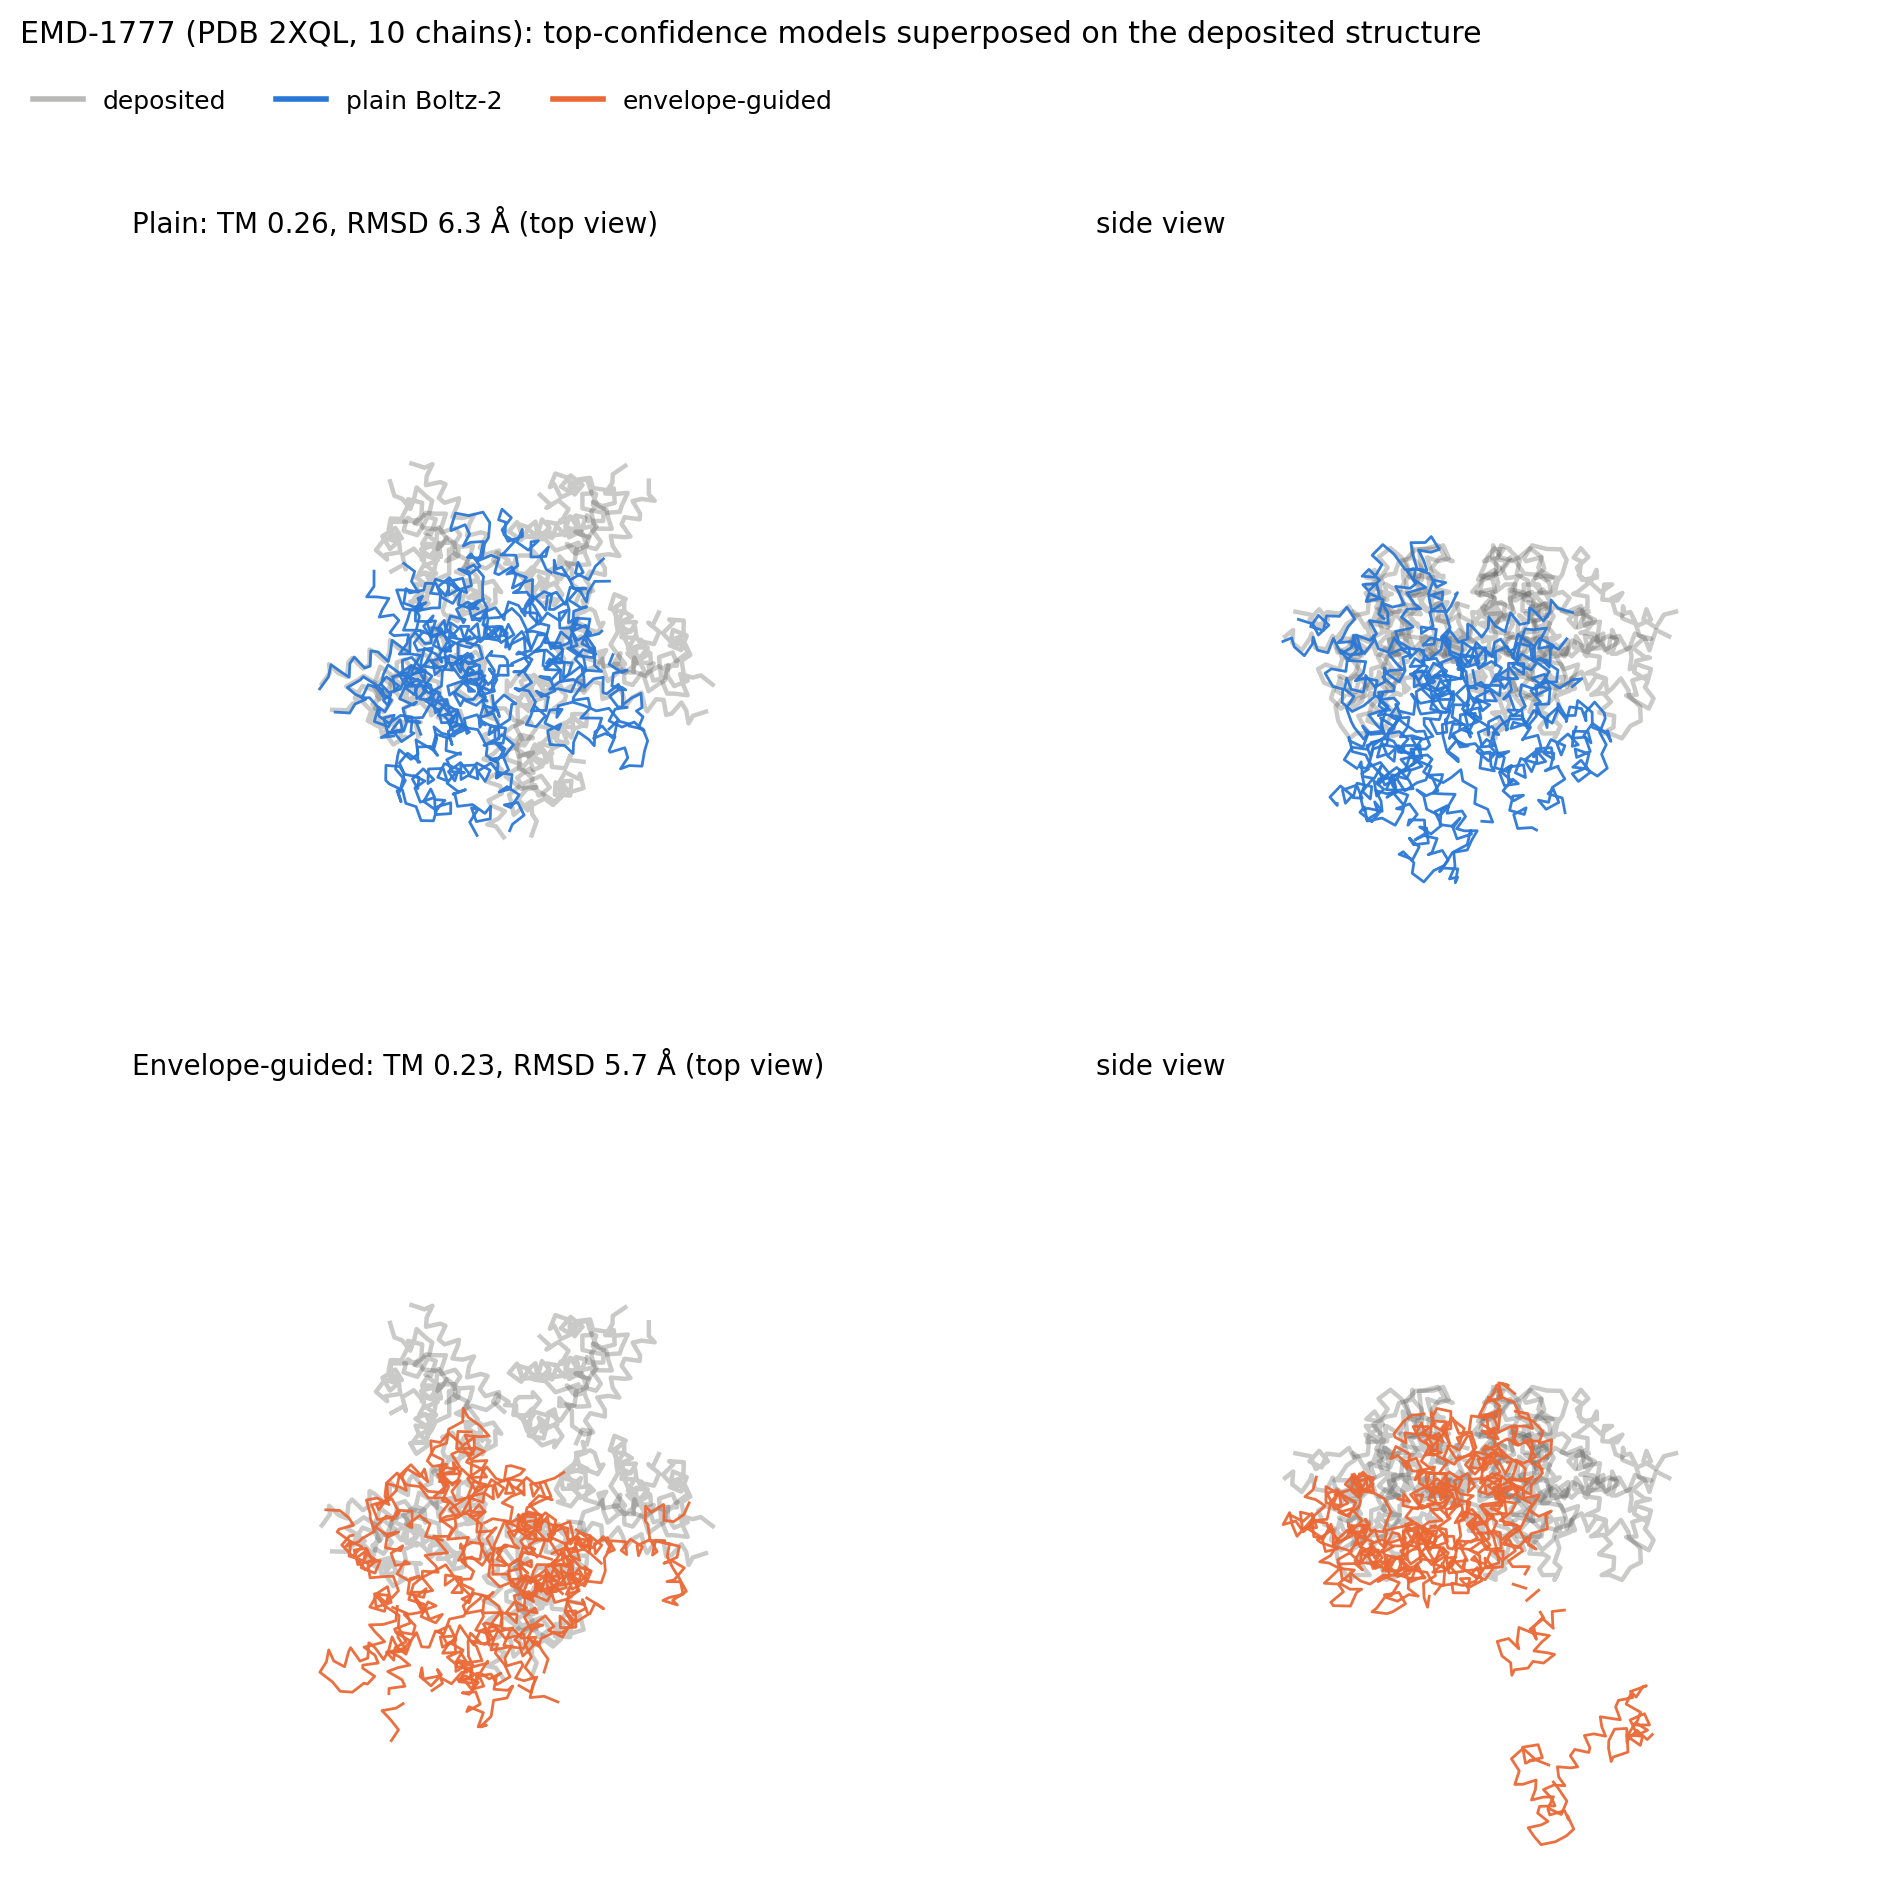 EMD-1777 (PDB 2XQL, 10 chains): top-confidence models superposed on the deposited structure
deposited plain Boltz-2 envelope-guided
Plain: TM 0.26, RMSD 6.3 Å (top view)
side view
Envelope-guided: TM 0.23, RMSD 5.7 Å (top view)
side view